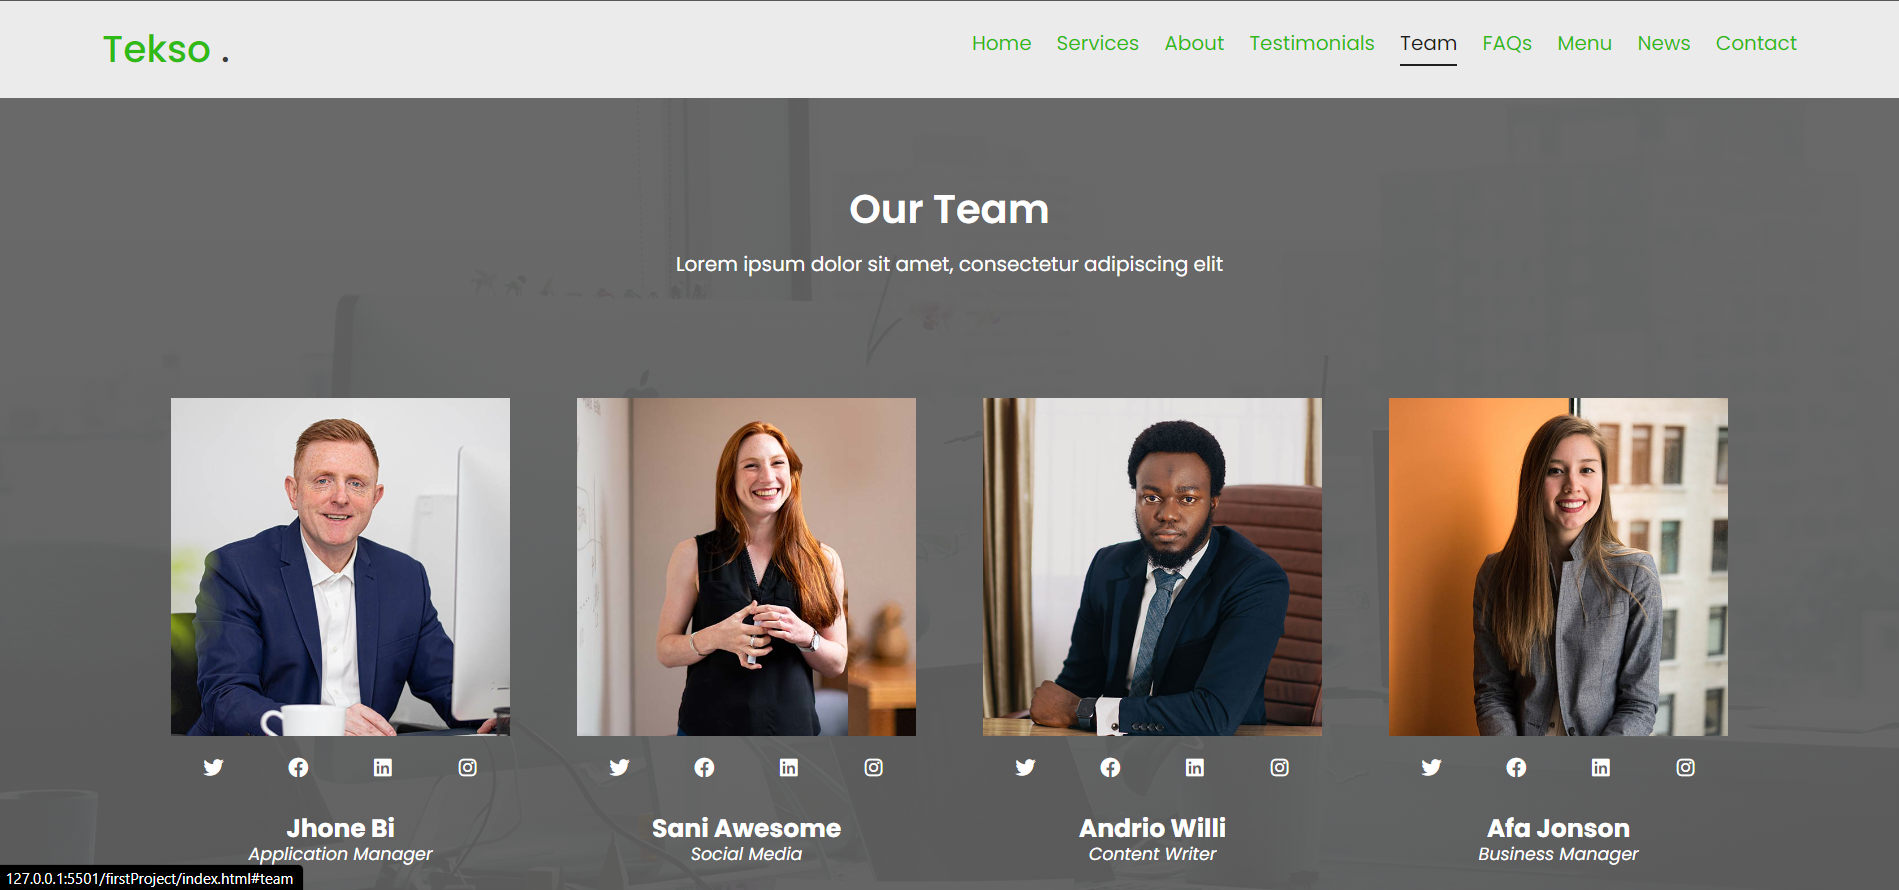 Tekso .
Home Services About Testimonials Team FAQs Menu News Contact
Our Team
Lorem ipsum dolor sit amet, consectetur adipiscing elit
Jhone Bi
Application Manager
Sani Awesome
Social Media
Andrio Willi
Content Writer
Afa Jonson
Business Manager
127.0.0.1:5501/firstProject/index.html#team